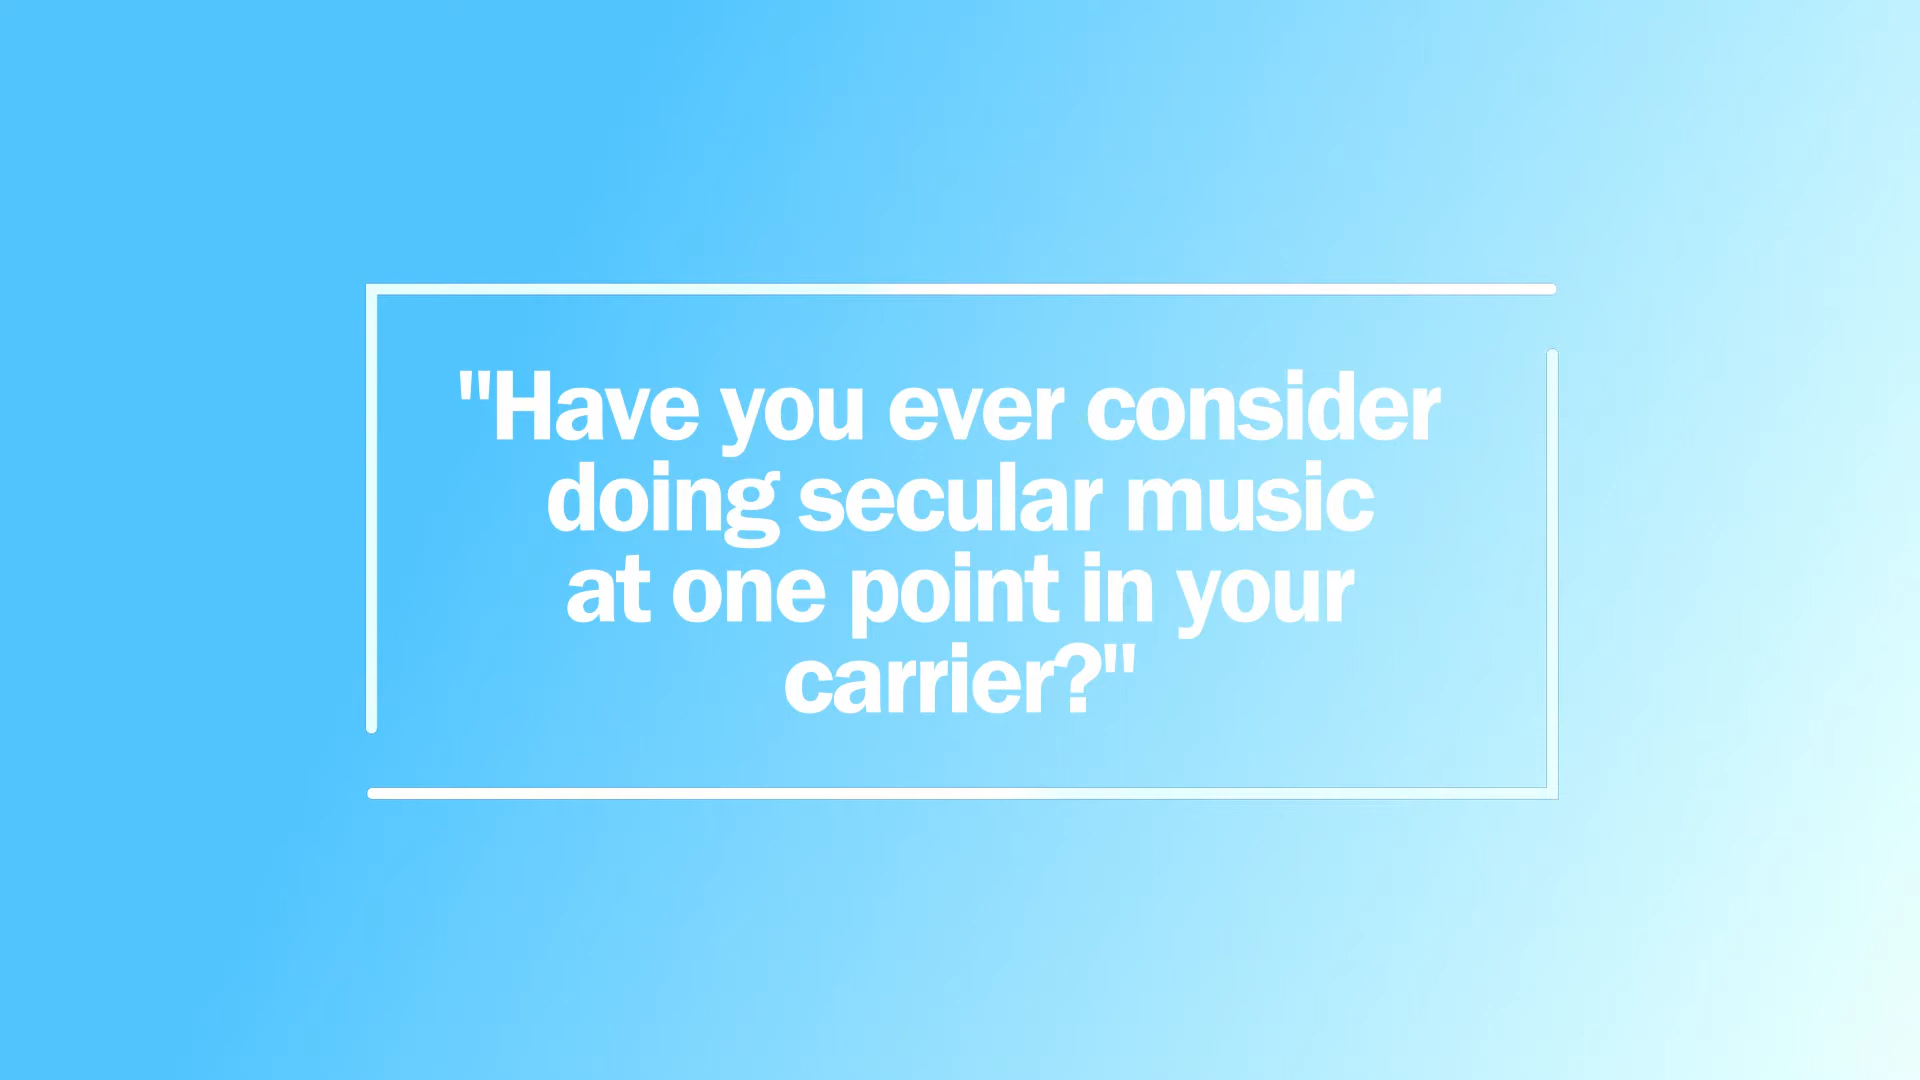 "Have you ever consider
doing secular music
at one point in your
carrier?"